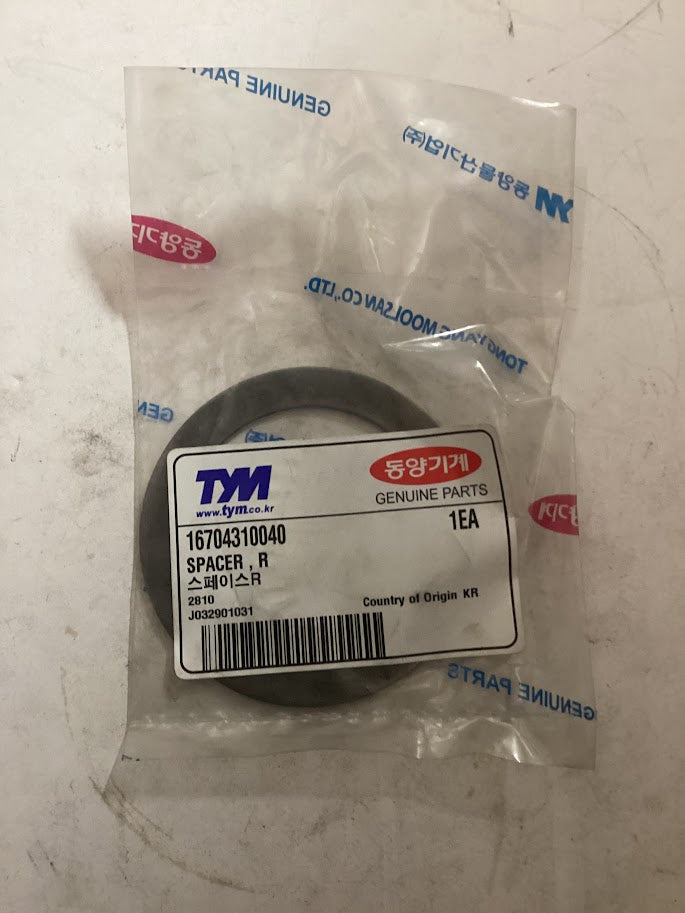 GENUINE PARTS
동양물산기업(주)
TYM
동양기계
TONG YANG MOOLSAN CO.,LTD.
GEN
TYM
www.tym.co.kr
동양기계
GENUINE PARTS
16704310040
1EA
SPACER , R
스페이스R
2810
Country of Origin KR
J032901031
GENUINE PARTS